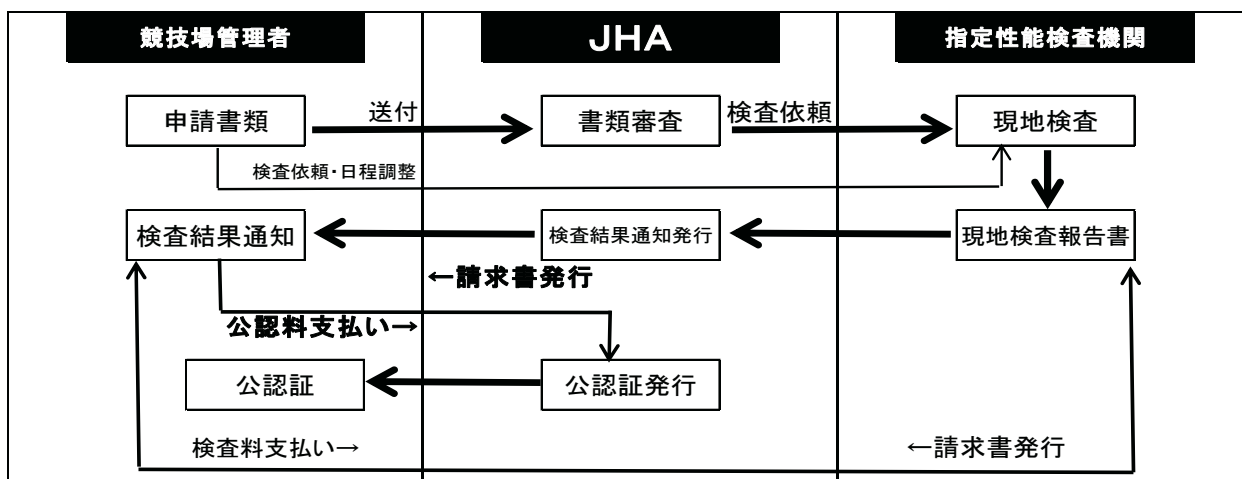 競技場管理者
JHA
指定性能検査機関
申請書類
送付
書類審査
検査依頼
現地検査
検査依頼・日程調整
検査結果通知
検査結果通知発行
現地検査報告書
←請求書発行
公認料支払い→
公認証
公認証発行
検査料支払い→
←請求書発行